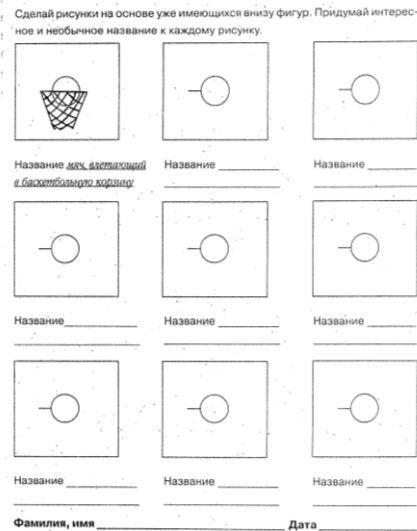 Сделай рисунки на основе уже имеющихся внизу фигур. Придумай интерес-
ное и необычное название к каждому рисунку.
Название мяч, влетающий Название Название
в баскетбольную корзину
Название Название Название
Название Название Название
Фамилия, имя Дата